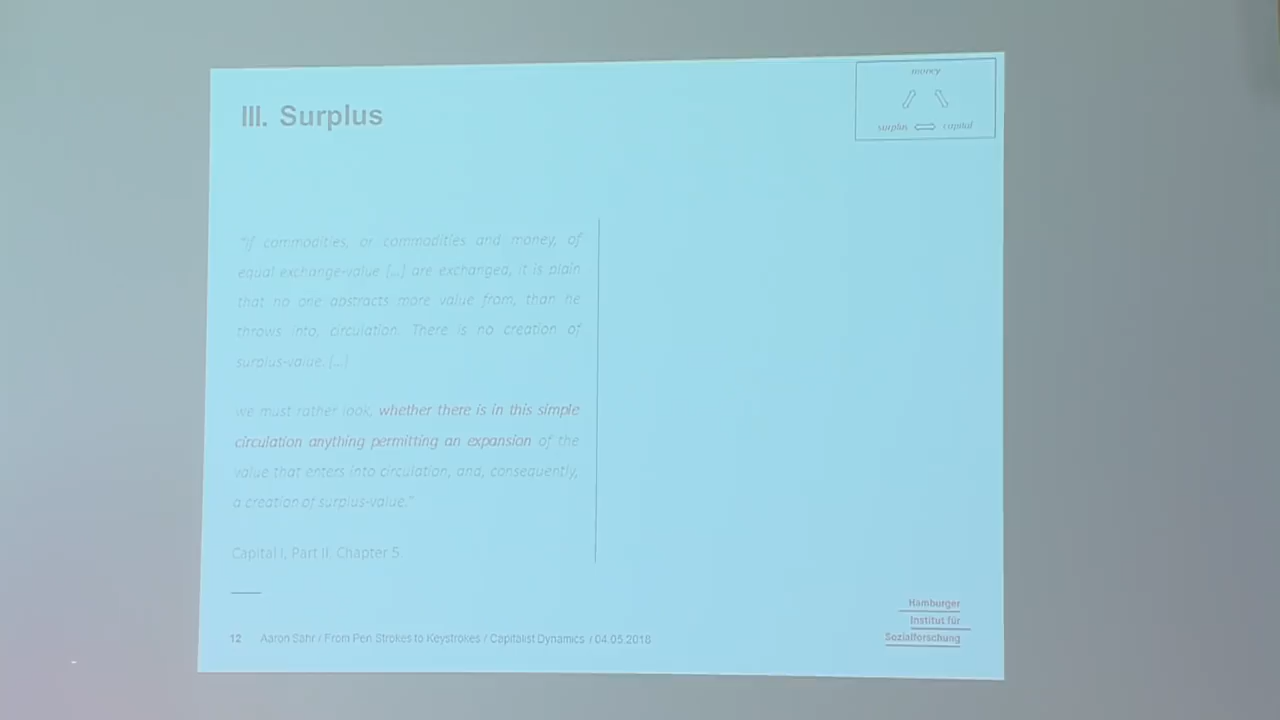 III. Surplus
money
surplus capital
"If commodities, or commodities and money, of
equal exchange-value [...] are exchanged, it is plain
that no one abstracts more value from, than he
throws into, circulation. There is no creation of
surplus-value. [...]
we must rather look, whether there is in this simple
circulation anything permitting an expansion of the
value that enters into circulation, and, consequently,
a creation of surplus-value."
Capital I, Part II, Chapter 5
12 Aaron Sahr / From Pen Strokes to Keystrokes / Capitalist Dynamics / 04.05.2018
Hamburger
Institut für
Sozialforschung